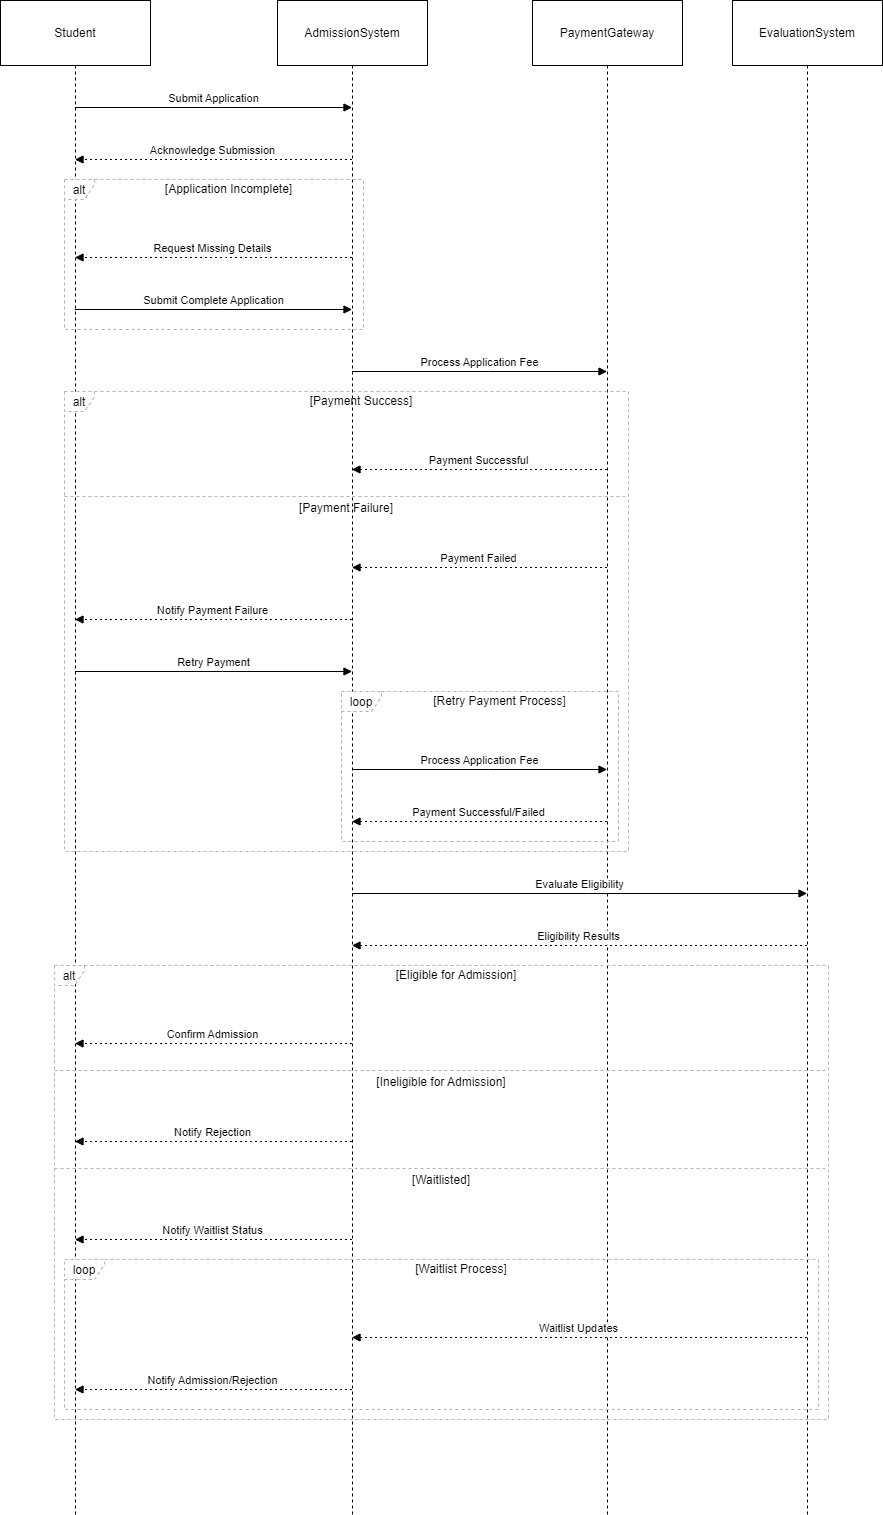 Student
AdmissionSystem
PaymentGateway
EvaluationSystem
Submit Application
Acknowledge Submission
alt
[Application Incomplete]
Request Missing Details
Submit Complete Application
Process Application Fee
alt
[Payment Success]
Payment Successful
[Payment Failure]
Payment Failed
Notify Payment Failure
Retry Payment
loop
[Retry Payment Process]
Process Application Fee
Payment Successful/Failed
Evaluate Eligibility
Eligibility Results
alt
[Eligible for Admission]
Confirm Admission
[Ineligible for Admission]
Notify Rejection
[Waitlisted]
Notify Waitlist Status
loop
[Waitlist Process]
Waitlist Updates
Notify Admission/Rejection